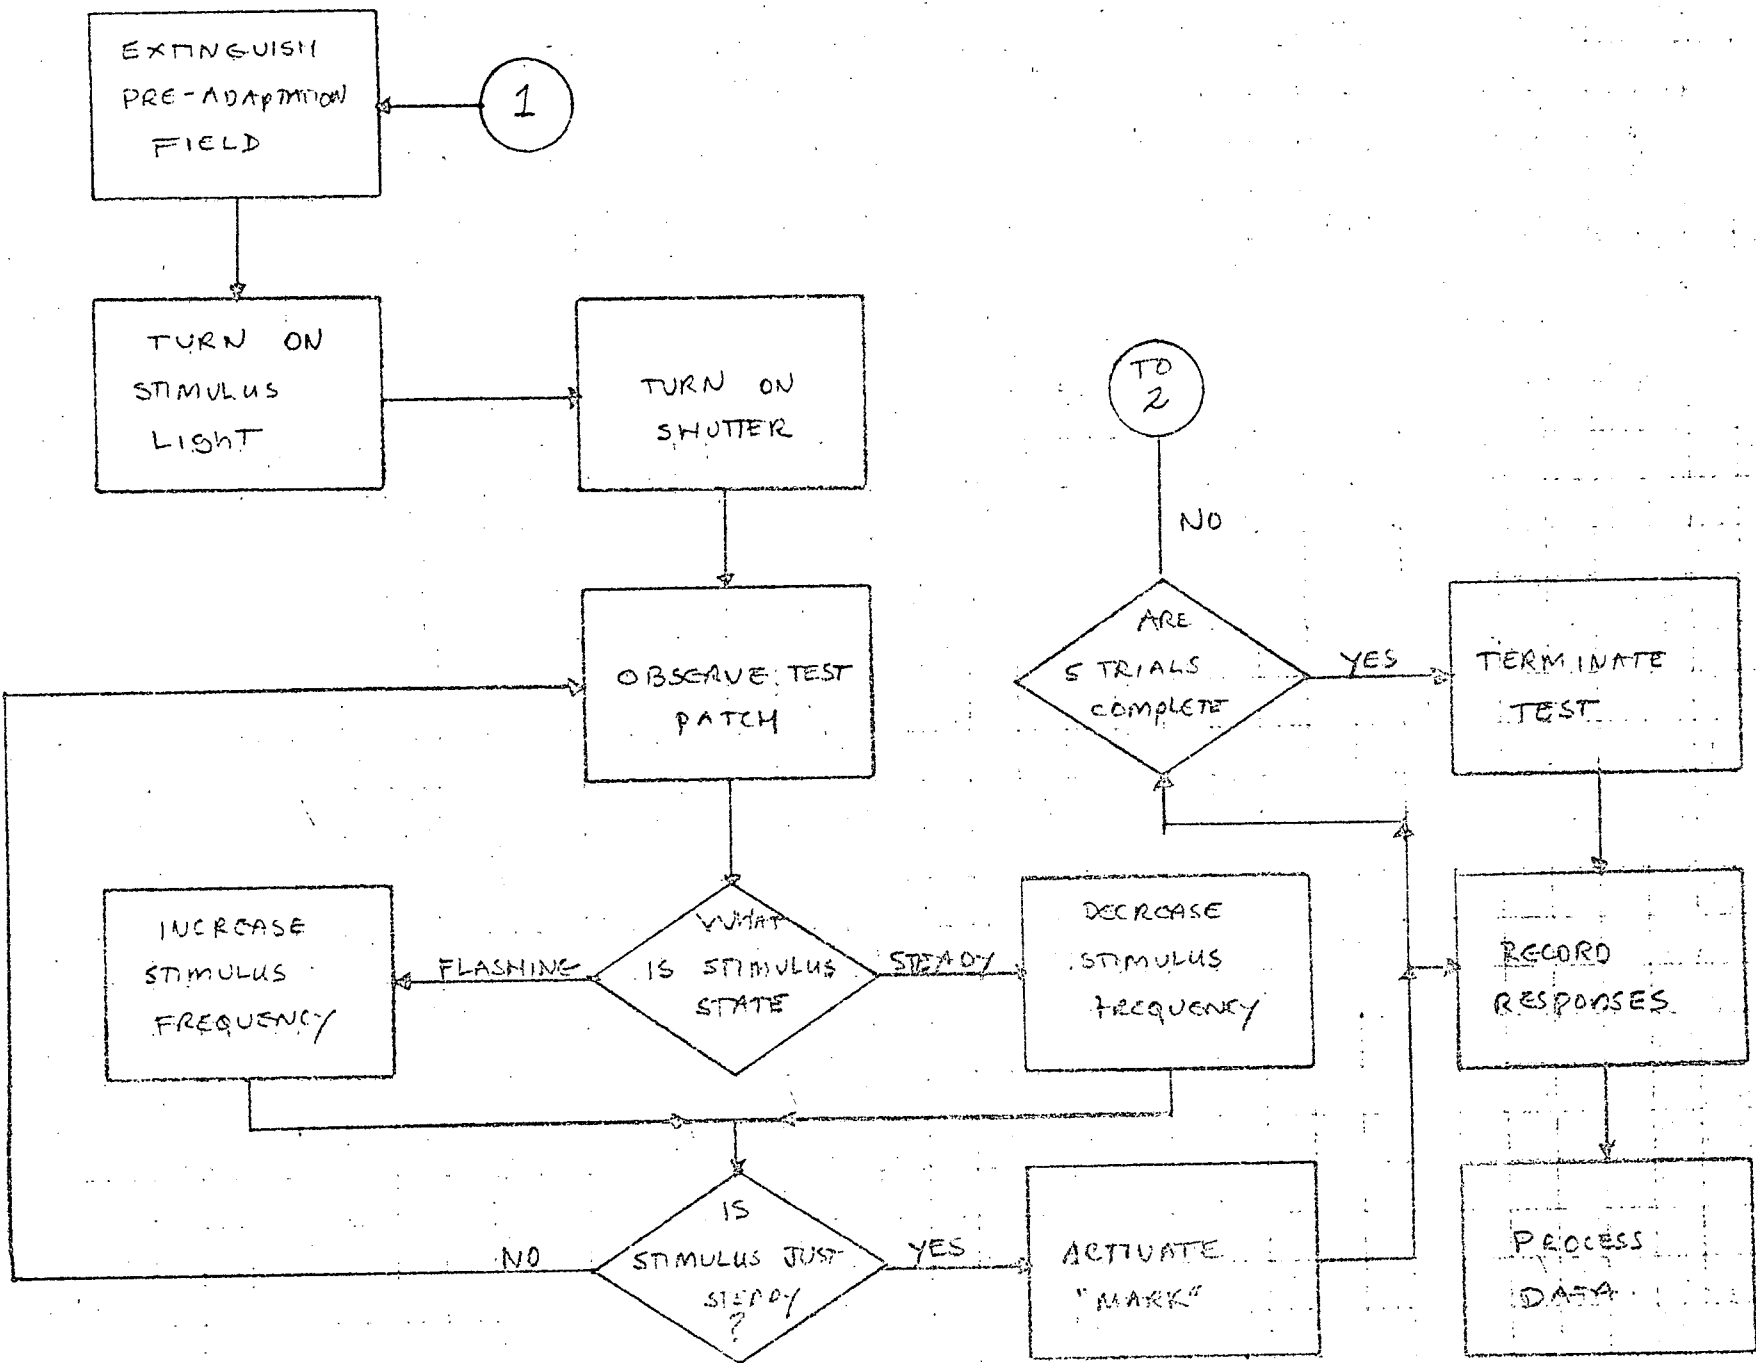 EXTINGUISH
PRE-ADAPTATION
FIELD
1
TURN ON
STIMULUS
LIGhT
TURN ON
SHUTTER
TO
2
NO
OBSERVE TEST
PATCH
ARE
5 TRIALS
COMPLETE
YES
TERMINATE
TEST
INCREASE
STIMULUS
FREQUENCY
FLASHING
WHAT
IS STIMULUS
STATE
STEADY
DECREASE
STIMULUS
FREQUENCY
RECORD
RESPONSES
NO
IS
STIMULUS JUST
STEADY
?
YES
ACTIVATE
"MARK"
PROCESS
DATA